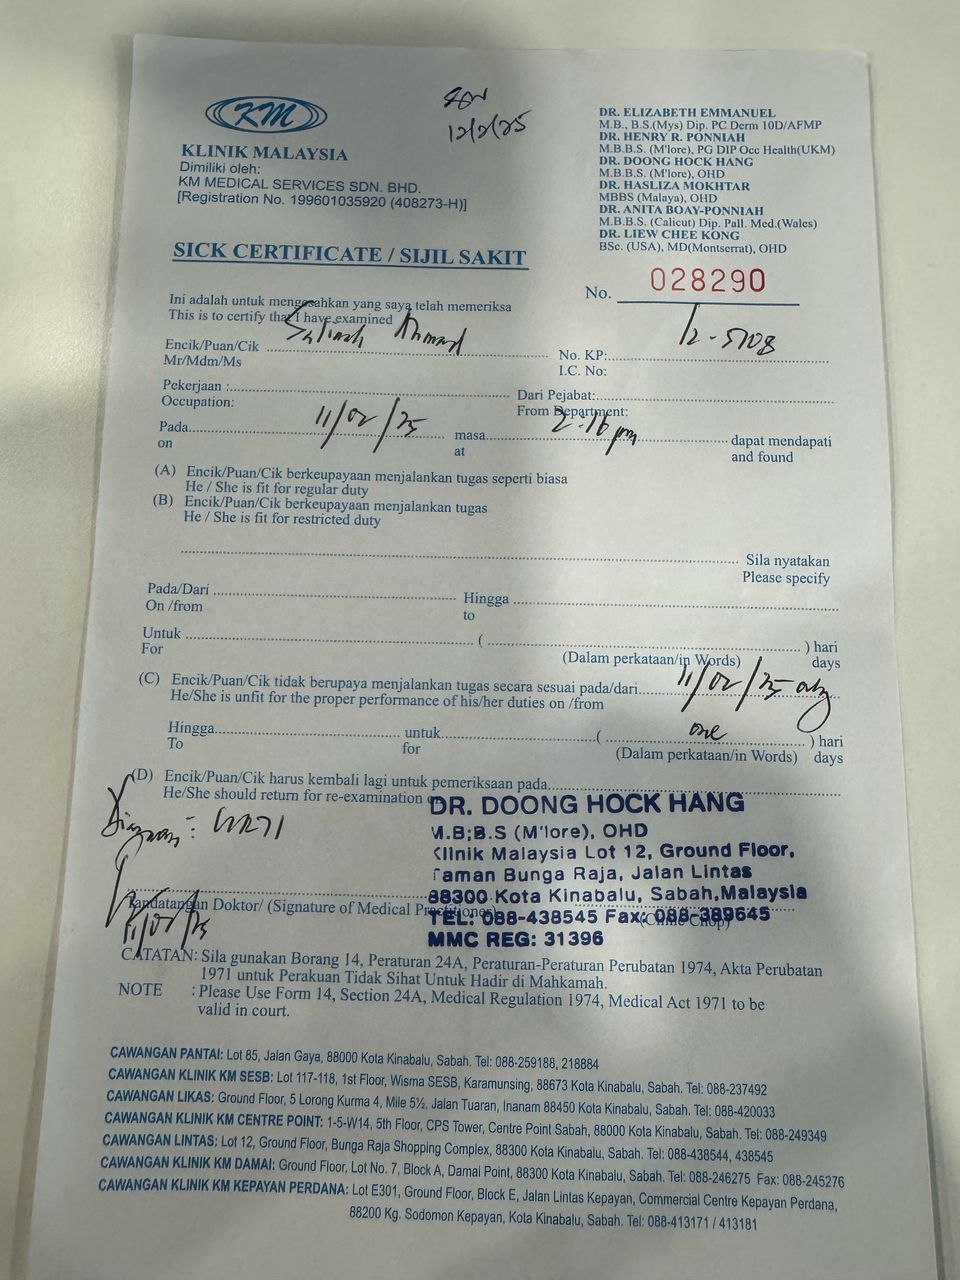 KM
12/2/25
KLINIK MALAYSIA
Dimiliki oleh:
KM MEDICAL SERVICES SDN. BHD.
[Registration No. 199601035920 (408273-H)]
DR. ELIZABETH EMMANUEL
M.B., B.S.(Mys) Dip. PC Derm 10D/AFMP
DR. HENRY R. PONNIAH
M.B.B.S. (M'lore), PG DIP Occ Health(UKM)
DR. DOONG HOCK HANG
M.B.B.S. (M'lore), OHD
DR. HASLIZA MOKHTAR
MBBS (Malaya), OHD
DR. ANITA BOAY-PONNIAH
M.B.B.S. (Calicut) Dip. Pall. Med.(Wales)
DR. LIEW CHEE KONG
BSc. (USA), MD(Montserrat), OHD
SICK CERTIFICATE / SIJIL SAKIT
No. 028290
Ini adalah untuk mengesahkan yang saya telah memeriksa
This is to certify that I have examined
Encik/Puan/Cik Ahmad No. KP: 12-5108
Mr/Mdm/Ms I.C. No:
Pekerjaan : Dari Pejabat:
Occupation: From Department:
Pada 11/02/25 masa 2.16 pm dapat mendapati
on at and found
(A) Encik/Puan/Cik berkeupayaan menjalankan tugas seperti biasa
He / She is fit for regular duty
(B) Encik/Puan/Cik berkeupayaan menjalankan tugas
He / She is fit for restricted duty
Sila nyatakan
Please specify
Pada/Dari Hingga
On /from to
Untuk ( ) hari
For (Dalam perkataan/in Words) days
(C) Encik/Puan/Cik tidak berupaya menjalankan tugas secara sesuai pada/dari 11/02/25 only
He/She is unfit for the proper performance of his/her duties on /from
Hingga untuk ( one ) hari
To for (Dalam perkataan/in Words) days
(D) Encik/Puan/Cik harus kembali lagi untuk pemeriksaan pada
He/She should return for re-examination on
Diagnosis: URTI
DR. DOONG HOCK HANG
M.B;B.S (M'lore), OHD
Klinik Malaysia Lot 12, Ground Floor,
Taman Bunga Raja, Jalan Lintas
88300 Kota Kinabalu, Sabah,Malaysia
TEL: 088-438545 Fax: 088-389645
MMC REG: 31396
Tandatangan Doktor/ (Signature of Medical Practitioner) (Clinic Chop)
11/02/25
CATATAN: Sila gunakan Borang 14, Peraturan 24A, Peraturan-Peraturan Perubatan 1974, Akta Perubatan
1971 untuk Perakuan Tidak Sihat Untuk Hadir di Mahkamah.
NOTE : Please Use Form 14, Section 24A, Medical Regulation 1974, Medical Act 1971 to be
valid in court.
CAWANGAN PANTAI: Lot 85, Jalan Gaya, 88000 Kota Kinabalu, Sabah. Tel: 088-259188, 218884
CAWANGAN KLINIK KM SESB: Lot 117-118, 1st Floor, Wisma SESB, Karamunsing, 88673 Kota Kinabalu, Sabah. Tel: 088-237492
CAWANGAN LIKAS: Ground Floor, 5 Lorong Kurma 4, Mile 5½, Jalan Tuaran, Inanam 88450 Kota Kinabalu, Sabah. Tel: 088-420033
CAWANGAN KLINIK KM CENTRE POINT: 1-5-W14, 5th Floor, CPS Tower, Centre Point Sabah, 88000 Kota Kinabalu, Sabah. Tel: 088-249349
CAWANGAN LINTAS: Lot 12, Ground Floor, Bunga Raja Shopping Complex, 88300 Kota Kinabalu, Sabah. Tel: 088-438544, 438545
CAWANGAN KLINIK KM DAMAI: Ground Floor, Lot No. 7, Block A, Damai Point, 88300 Kota Kinabalu, Sabah. Tel: 088-246275 Fax: 088-245276
CAWANGAN KLINIK KM KEPAYAN PERDANA: Lot E301, Ground Floor, Block E, Jalan Lintas Kepayan, Commercial Centre Kepayan Perdana,
88200 Kg. Sodomon Kepayan, Kota Kinabalu, Sabah. Tel: 088-413171 / 413181